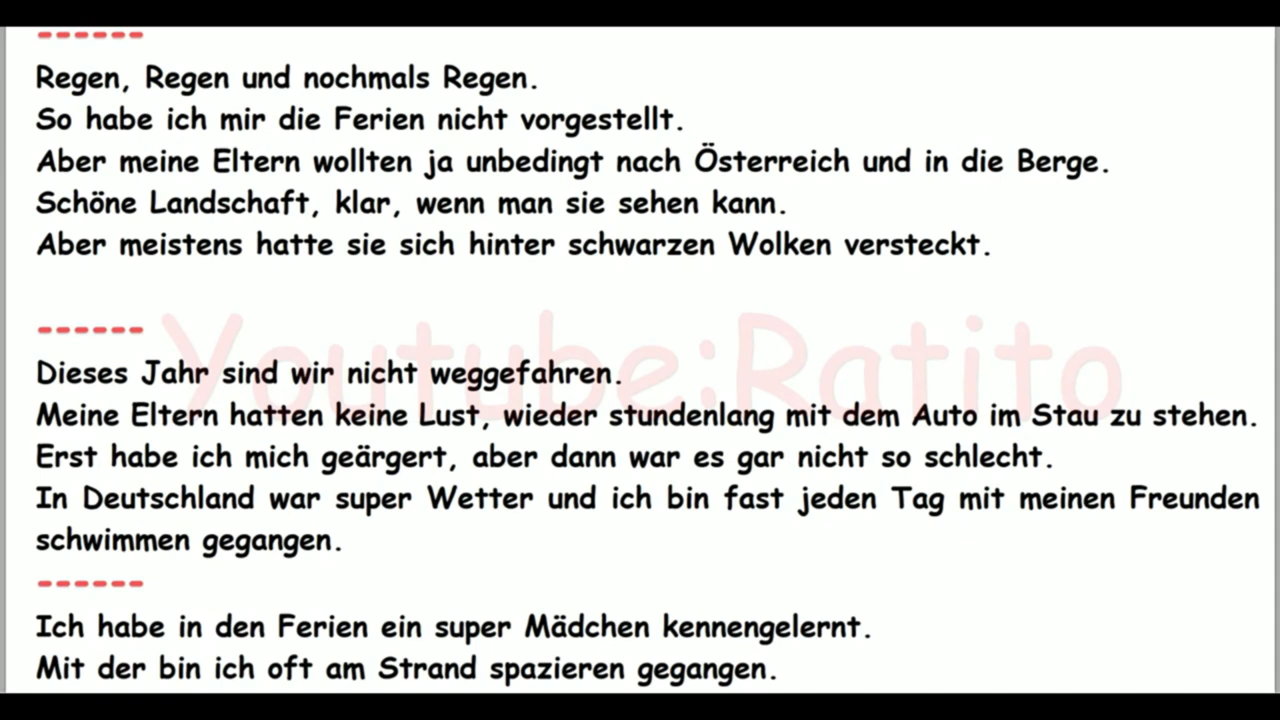 ------
Regen, Regen und nochmals Regen.
So habe ich mir die Ferien nicht vorgestellt.
Aber meine Eltern wollten ja unbedingt nach Österreich und in die Berge.
Schöne Landschaft, klar, wenn man sie sehen kann.
Aber meistens hatte sie sich hinter schwarzen Wolken versteckt.
------
Youtube:Ratito
Dieses Jahr sind wir nicht weggefahren.
Meine Eltern hatten keine Lust, wieder stundenlang mit dem Auto im Stau zu stehen.
Erst habe ich mich geärgert, aber dann war es gar nicht so schlecht.
In Deutschland war super Wetter und ich bin fast jeden Tag mit meinen Freunden
schwimmen gegangen.
------
Ich habe in den Ferien ein super Mädchen kennengelernt.
Mit der bin ich oft am Strand spazieren gegangen.